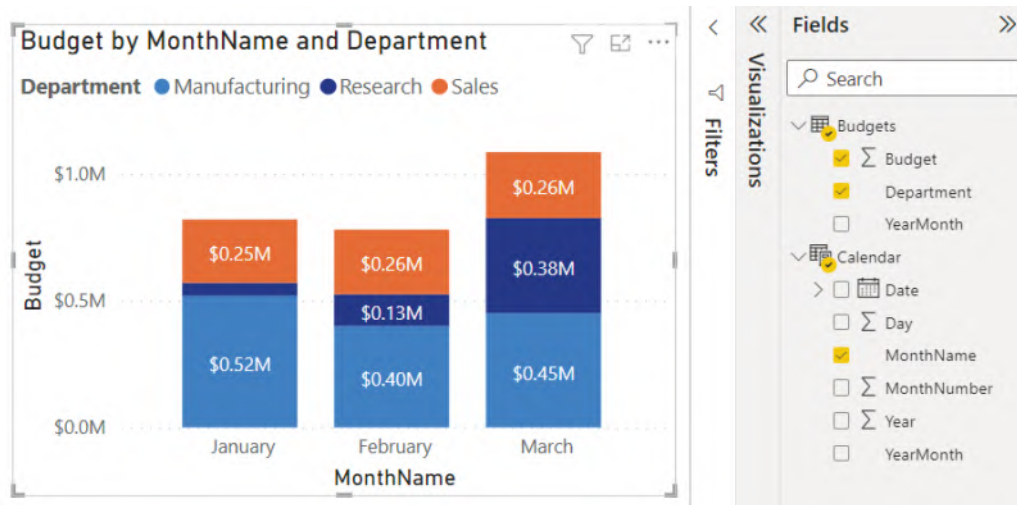 Budget by MonthName and Department
Department Manufacturing Research Sales
$1.0M
$0.5M
$0.0M
Budget
$0.25M
$0.52M
$0.26M
$0.13M
$0.40M
$0.26M
$0.38M
$0.45M
January February March
MonthName
Filters
Visualizations
Fields
Search
Budgets
Budget
Department
YearMonth
Calendar
Date
Day
MonthName
MonthNumber
Year
YearMonth